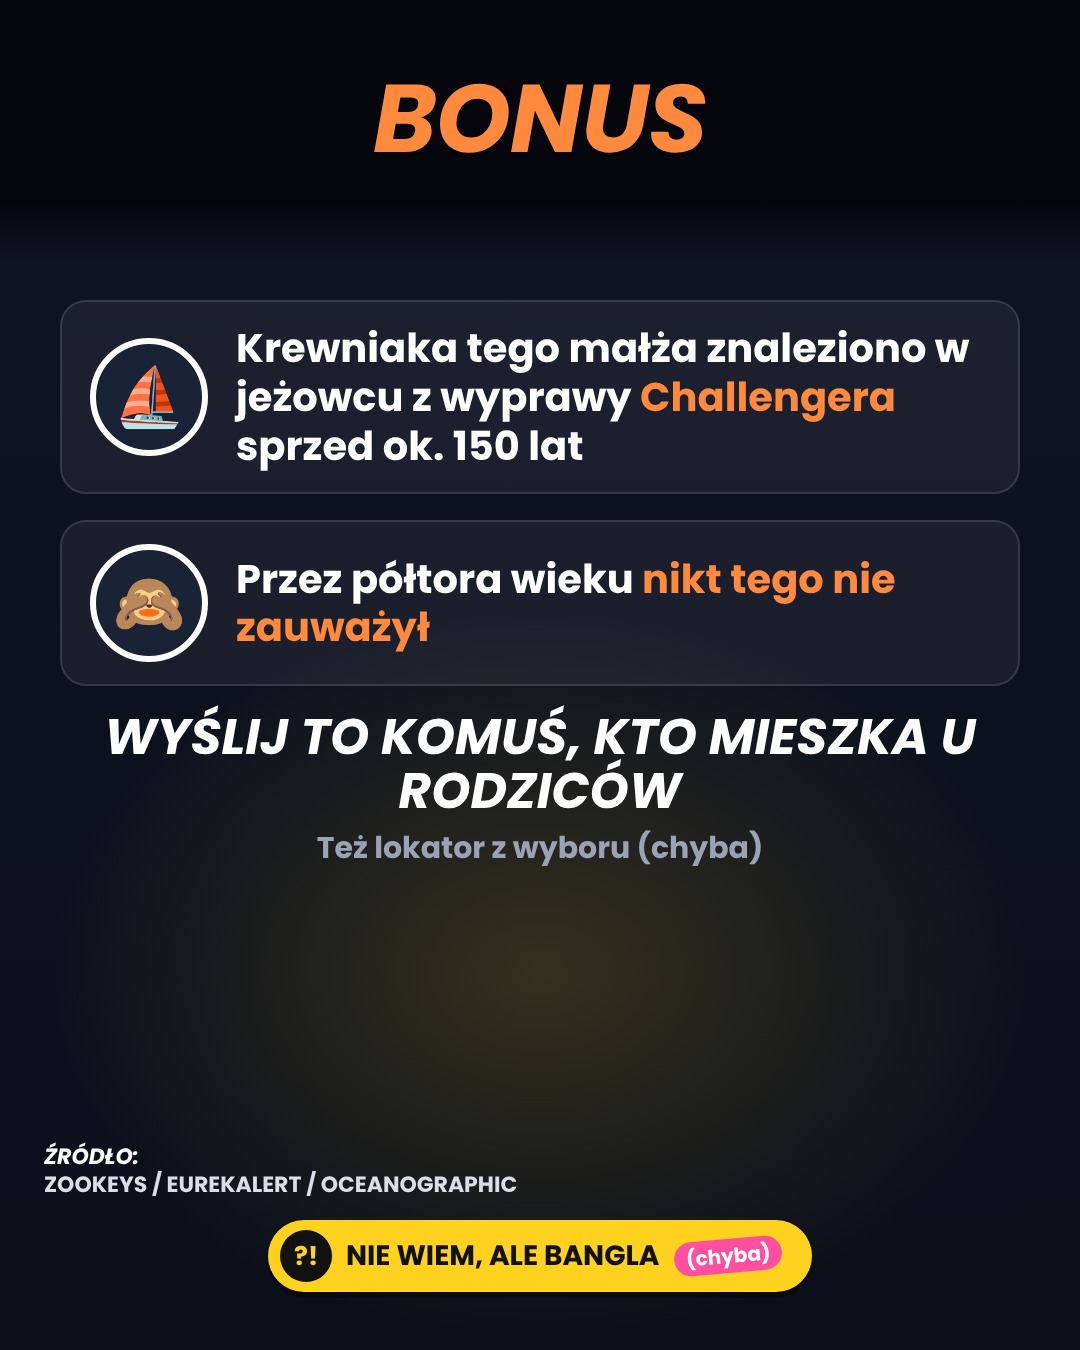 BONUS
Krewniaka tego małża znaleziono w
jeżowcu z wyprawy Challengera
sprzed ok. 150 lat
Przez półtora wieku nikt tego nie
zauważył
WYŚLIJ TO KOMUŚ, KTO MIESZKA U
RODZICÓW
Też lokator z wyboru (chyba)
ŹRÓDŁO:
ZOOKEYS / EUREKALERT / OCEANOGRAPHIC
?! NIE WIEM, ALE BANGLA (chyba)